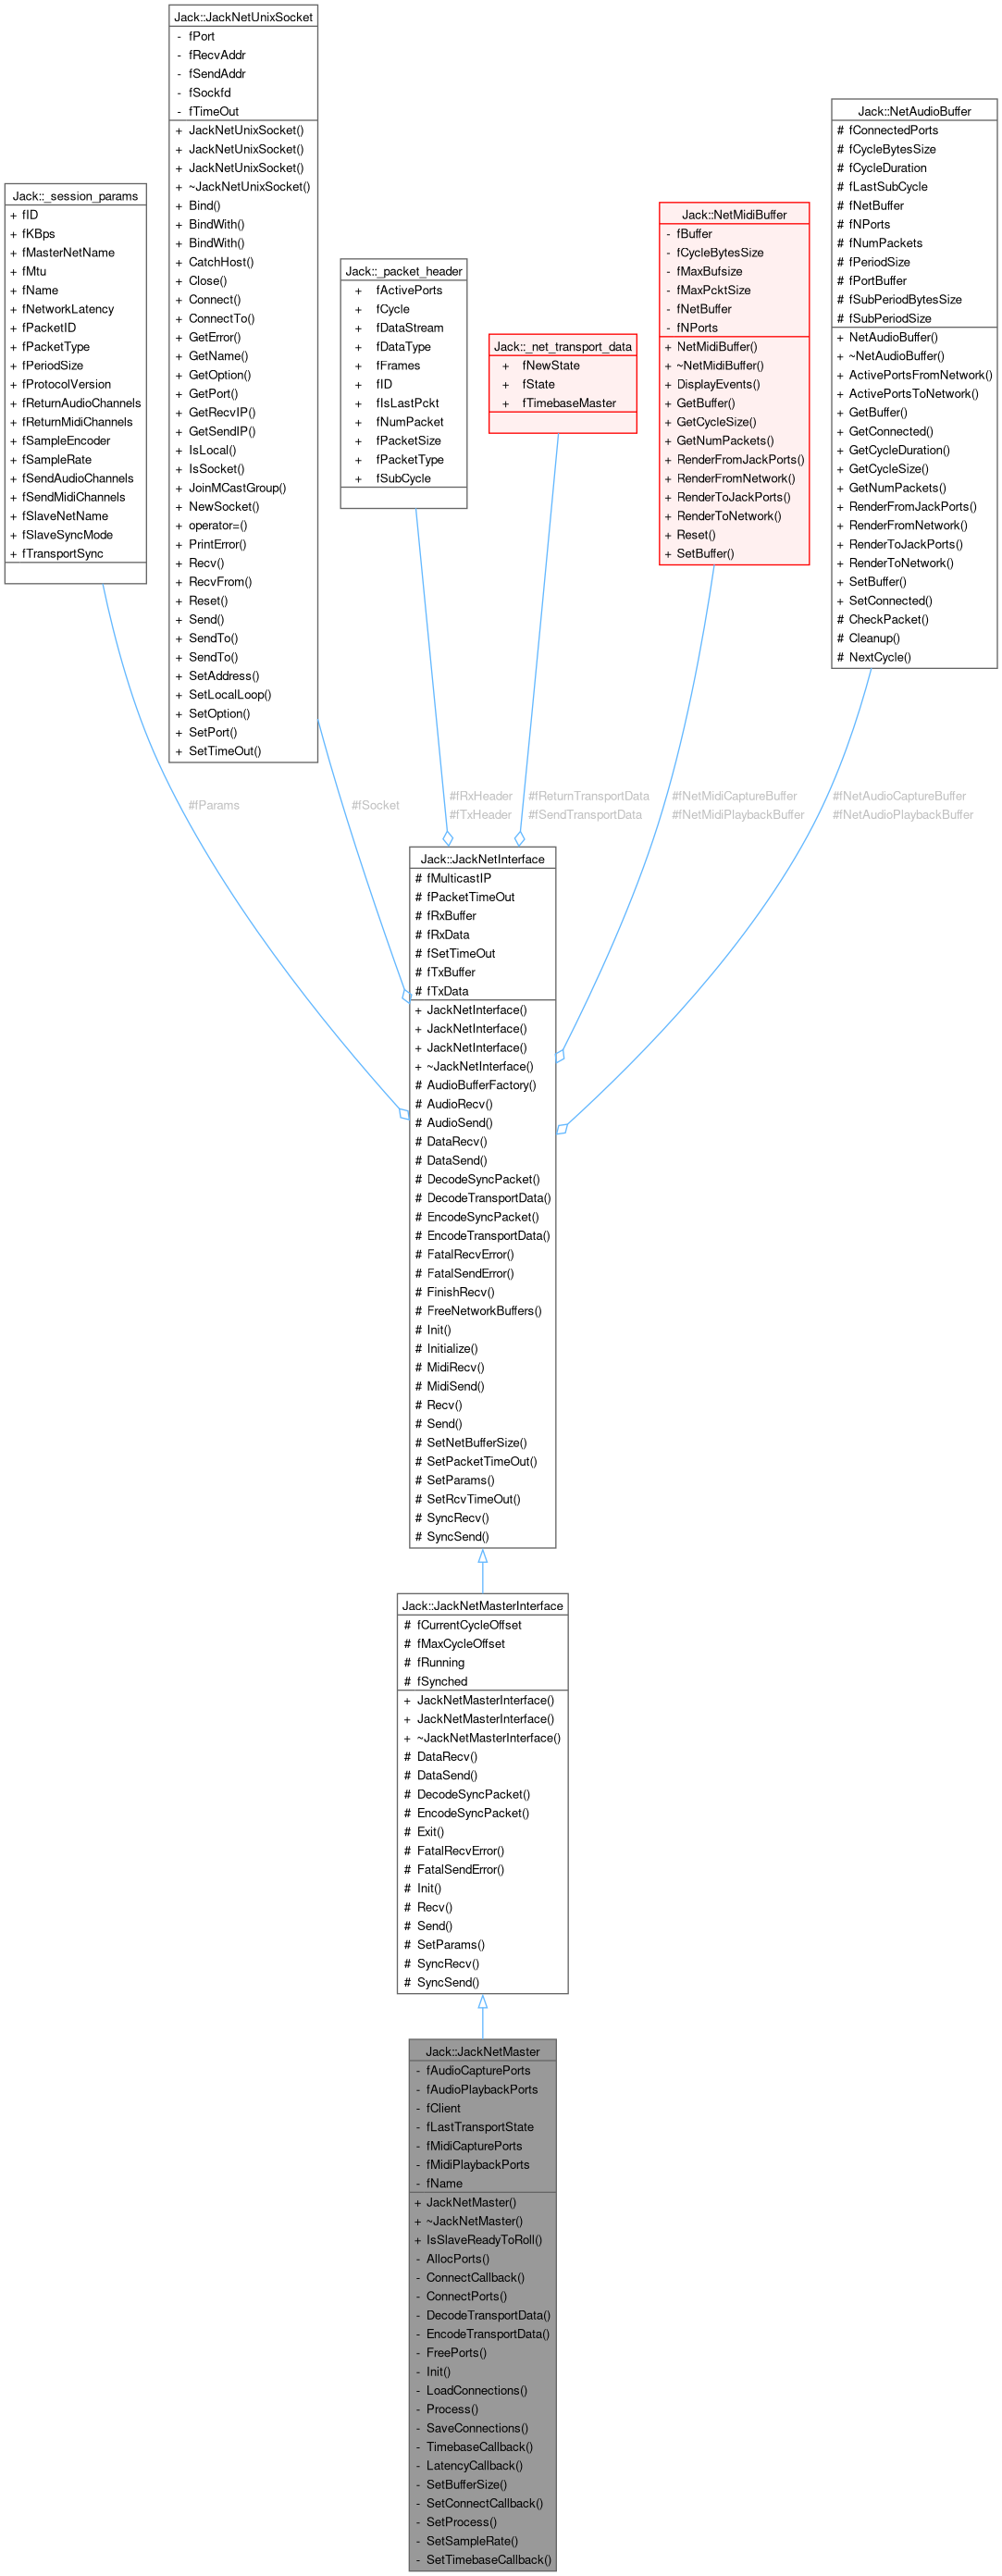 Jack::JackNetUnixSocket
- fPort
- fRecvAddr
- fSendAddr
- fSockfd
- fTimeOut
+ JackNetUnixSocket()
+ JackNetUnixSocket()
+ JackNetUnixSocket()
+ ~JackNetUnixSocket()
+ Bind()
+ BindWith()
+ BindWith()
+ CatchHost()
+ Close()
+ Connect()
+ ConnectTo()
+ GetError()
+ GetName()
+ GetOption()
+ GetPort()
+ GetRecvIP()
+ GetSendIP()
+ IsLocal()
+ IsSocket()
+ JoinMCastGroup()
+ NewSocket()
+ operator=()
+ PrintError()
+ Recv()
+ RecvFrom()
+ Reset()
+ Send()
+ SendTo()
+ SendTo()
+ SetAddress()
+ SetLocalLoop()
+ SetOption()
+ SetPort()
+ SetTimeOut()
Jack::NetAudioBuffer
# fConnectedPorts
# fCycleBytesSize
# fCycleDuration
# fLastSubCycle
# fNetBuffer
# fNPorts
# fNumPackets
# fPeriodSize
# fPortBuffer
# fSubPeriodBytesSize
# fSubPeriodSize
+ NetAudioBuffer()
+ ~NetAudioBuffer()
+ ActivePortsFromNetwork()
+ ActivePortsToNetwork()
+ GetBuffer()
+ GetConnected()
+ GetCycleDuration()
+ GetCycleSize()
+ GetNumPackets()
+ RenderFromJackPorts()
+ RenderFromNetwork()
+ RenderToJackPorts()
+ RenderToNetwork()
+ SetBuffer()
+ SetConnected()
# CheckPacket()
# Cleanup()
# NextCycle()
Jack::_session_params
+ fID
+ fKBps
+ fMasterNetName
+ fMtu
+ fName
+ fNetworkLatency
+ fPacketID
+ fPacketType
+ fPeriodSize
+ fProtocolVersion
+ fReturnAudioChannels
+ fReturnMidiChannels
+ fSampleEncoder
+ fSampleRate
+ fSendAudioChannels
+ fSendMidiChannels
+ fSlaveNetName
+ fSlaveSyncMode
+ fTransportSync
Jack::NetMidiBuffer
- fBuffer
- fCycleBytesSize
- fMaxBufsize
- fMaxPcktSize
- fNetBuffer
- fNPorts
+ NetMidiBuffer()
+ ~NetMidiBuffer()
+ DisplayEvents()
+ GetBuffer()
+ GetCycleSize()
+ GetNumPackets()
+ RenderFromJackPorts()
+ RenderFromNetwork()
+ RenderToJackPorts()
+ RenderToNetwork()
+ Reset()
+ SetBuffer()
Jack::_packet_header
+ fActivePorts
+ fCycle
+ fDataStream
+ fDataType
+ fFrames
+ fID
+ fIsLastPckt
+ fNumPacket
+ fPacketSize
+ fPacketType
+ fSubCycle
Jack::_net_transport_data
+ fNewState
+ fState
+ fTimebaseMaster
#fParams
#fSocket
#fRxHeader
#fTxHeader
#fReturnTransportData
#fSendTransportData
#fNetMidiCaptureBuffer
#fNetMidiPlaybackBuffer
#fNetAudioCaptureBuffer
#fNetAudioPlaybackBuffer
Jack::JackNetInterface
# fMulticastIP
# fPacketTimeOut
# fRxBuffer
# fRxData
# fSetTimeOut
# fTxBuffer
# fTxData
+ JackNetInterface()
+ JackNetInterface()
+ JackNetInterface()
+ ~JackNetInterface()
# AudioBufferFactory()
# AudioRecv()
# AudioSend()
# DataRecv()
# DataSend()
# DecodeSyncPacket()
# DecodeTransportData()
# EncodeSyncPacket()
# EncodeTransportData()
# FatalRecvError()
# FatalSendError()
# FinishRecv()
# FreeNetworkBuffers()
# Init()
# Initialize()
# MidiRecv()
# MidiSend()
# Recv()
# Send()
# SetNetBufferSize()
# SetPacketTimeOut()
# SetParams()
# SetRcvTimeOut()
# SyncRecv()
# SyncSend()
Jack::JackNetMasterInterface
# fCurrentCycleOffset
# fMaxCycleOffset
# fRunning
# fSynched
+ JackNetMasterInterface()
+ JackNetMasterInterface()
+ ~JackNetMasterInterface()
# DataRecv()
# DataSend()
# DecodeSyncPacket()
# EncodeSyncPacket()
# Exit()
# FatalRecvError()
# FatalSendError()
# Init()
# Recv()
# Send()
# SetParams()
# SyncRecv()
# SyncSend()
Jack::JackNetMaster
- fAudioCapturePorts
- fAudioPlaybackPorts
- fClient
- fLastTransportState
- fMidiCapturePorts
- fMidiPlaybackPorts
- fName
+ JackNetMaster()
+ ~JackNetMaster()
+ IsSlaveReadyToRoll()
- AllocPorts()
- ConnectCallback()
- ConnectPorts()
- DecodeTransportData()
- EncodeTransportData()
- FreePorts()
- Init()
- LoadConnections()
- Process()
- SaveConnections()
- TimebaseCallback()
- LatencyCallback()
- SetBufferSize()
- SetConnectCallback()
- SetProcess()
- SetSampleRate()
- SetTimebaseCallback()